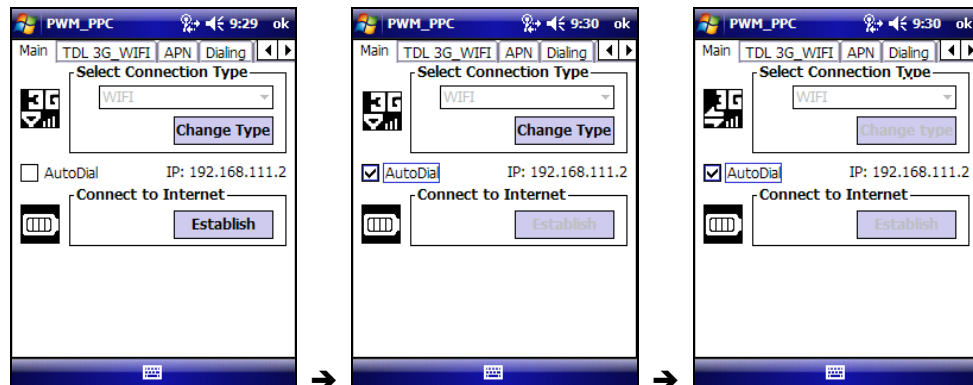 PWM_PPC 9:29 ok
Main TDL 3G_WIFI APN Dialing
Select Connection Type
3G WIFI
Change Type
AutoDial IP: 192.168.111.2
Connect to Internet
Establish
➔
PWM_PPC 9:30 ok
Main TDL 3G_WIFI APN Dialing
Select Connection Type
3G WIFI
Change Type
AutoDial IP: 192.168.111.2
Connect to Internet
Establish
➔
PWM_PPC 9:30 ok
Main TDL 3G_WIFI APN Dialing
Select Connection Type
3G WIFI
Change type
AutoDial IP: 192.168.111.2
Connect to Internet
Establish